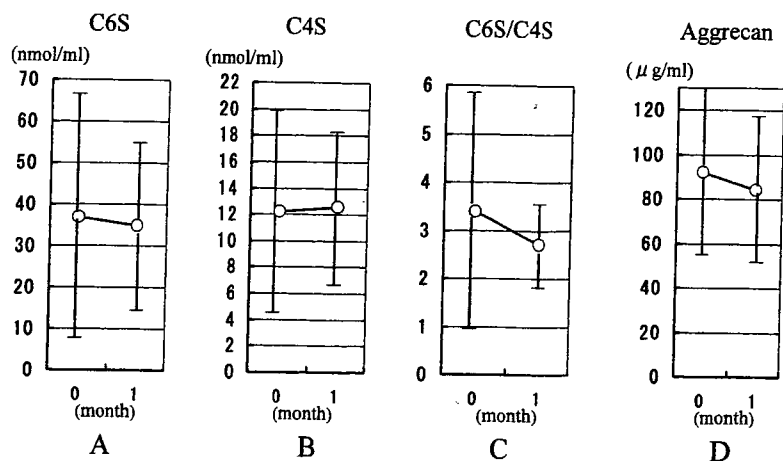 C6S
(nmol/ml)
70
60
50
40
30
20
10
0
0 1
(month)
A
C4S
(nmol/ml)
22
20
18
16
14
12
10
8
6
4
2
0
0 1
(month)
B
C6S/C4S
6
5
4
3
2
1
0
0 1
(month)
C
Aggrecan
(μg/ml)
120
100
80
60
40
20
0
0 1
(month)
D